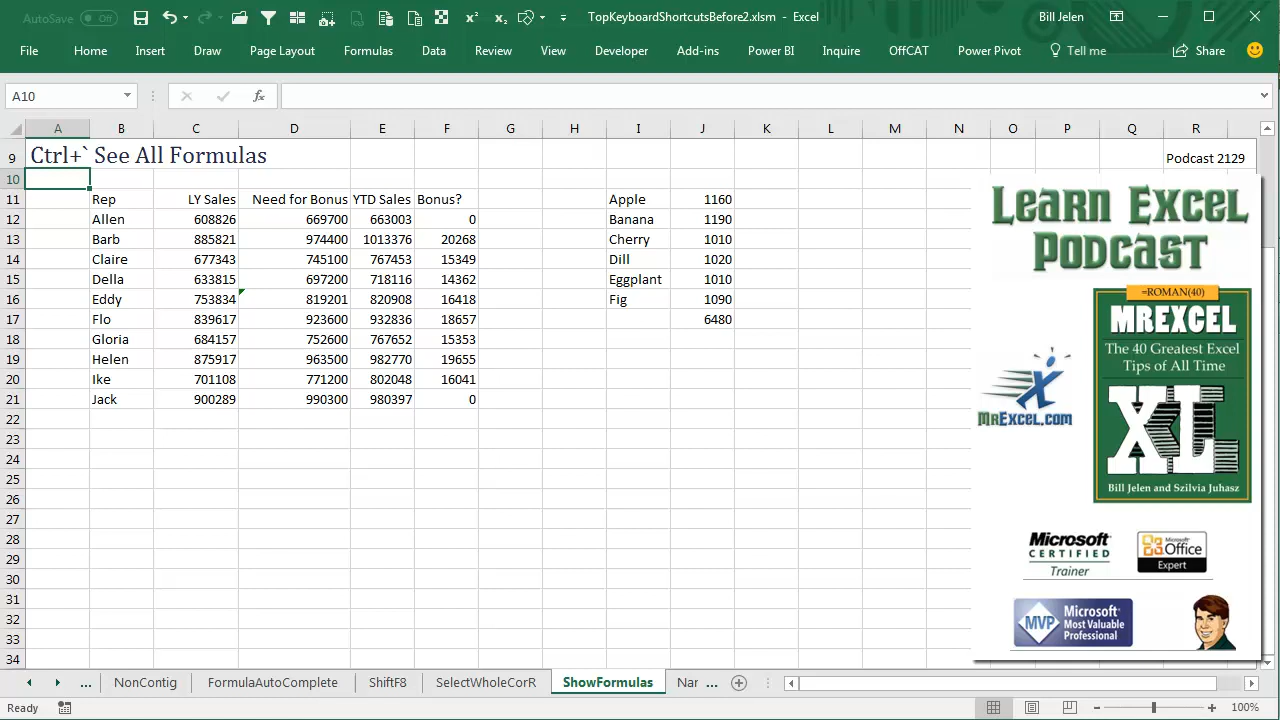 AutoSave Off TopKeyboardShortcutsBefore2.xlsm - Excel Bill Jelen
File Home Insert Draw Page Layout Formulas Data Review View Developer Add-ins Power BI Inquire OffCAT Power Pivot Tell me Share
A10 fx
A B C D E F G H I J K L M N O P Q R
9 Ctrl+` See All Formulas Podcast 2129
10
11 Rep LY Sales Need for Bonus YTD Sales Bonus? Apple 1160
12 Allen 608826 669700 663003 0 Banana 1190
13 Barb 885821 974400 1013376 20268 Cherry 1010
14 Claire 677343 745100 767453 15349 Dill 1020
15 Della 633815 697200 718116 14362 Eggplant 1010
16 Eddy 753834 819201 820908 16418 Fig 1090
17 Flo 839617 923600 932836 18657 6480
18 Gloria 684157 752600 767652 15353
19 Helen 875917 963500 982770 19655
20 Ike 701108 771200 802048 16041
21 Jack 900289 990300 980397 0
22
23
24
25
26
27
28
29
30
31
32
33
34
Learn Excel
Podcast
=ROMAN(40)
MREXCEL
The 40 Greatest Excel
Tips of All Time
XL
Bill Jelen and Szilvia Juhasz
MREXCEL.COM
Microsoft
CERTIFIED
Trainer
Microsoft
Office
Expert
MVP
Microsoft
Most Valuable
Professional
... NonContig FormulaAutoComplete ShiftF8 SelectWholeCorR ShowFormulas Nar ...
Ready 100%